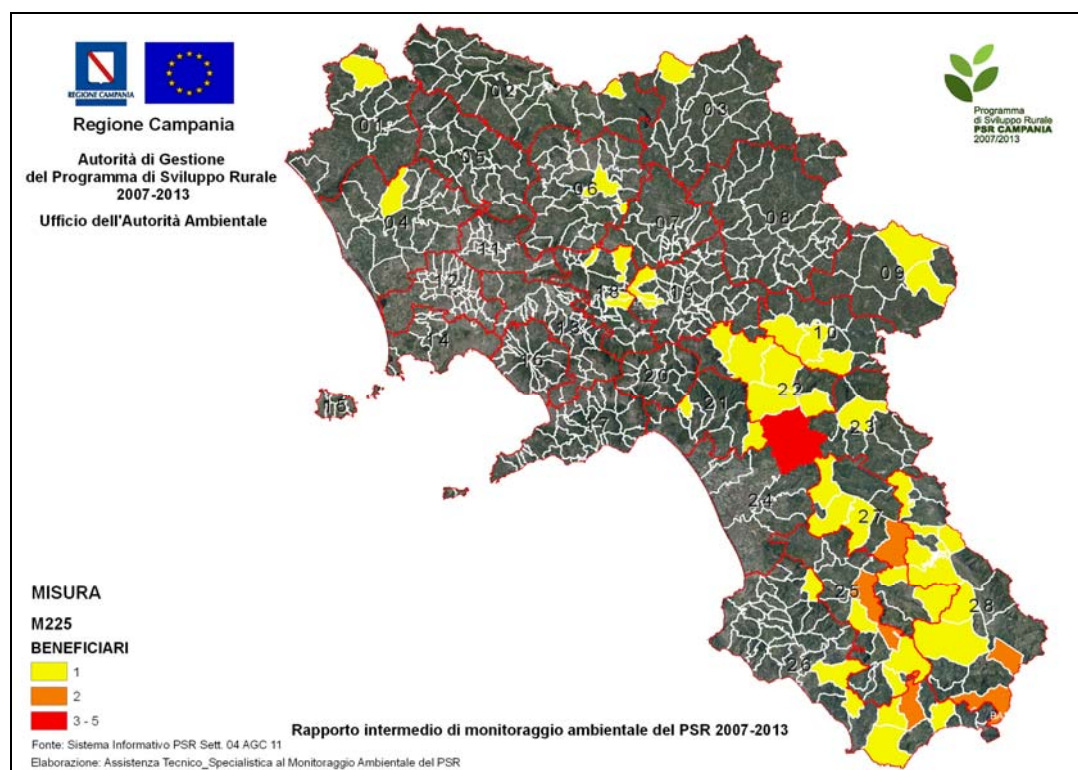 REGIONE CAMPANIA
Regione Campania
Autorità di Gestione
del Programma di Sviluppo Rurale
2007-2013
Ufficio dell'Autorità Ambientale
Programma
di Sviluppo Rurale
PSR CAMPANIA
2007/2013
02
03
01
05
06
04
07
08
11
09
12
18
19
13
10
14
16
20
22
21
15
17
23
24
27
25
28
26
MISURA
M225
BENEFICIARI
1
2
3 - 5
Rapporto intermedio di monitoraggio ambientale del PSR 2007-2013
Fonte: Sistema Informativo PSR Sett. 04 AGC 11
Elaborazione: Assistenza Tecnico_Specialistica al Monitoraggio Ambientale del PSR